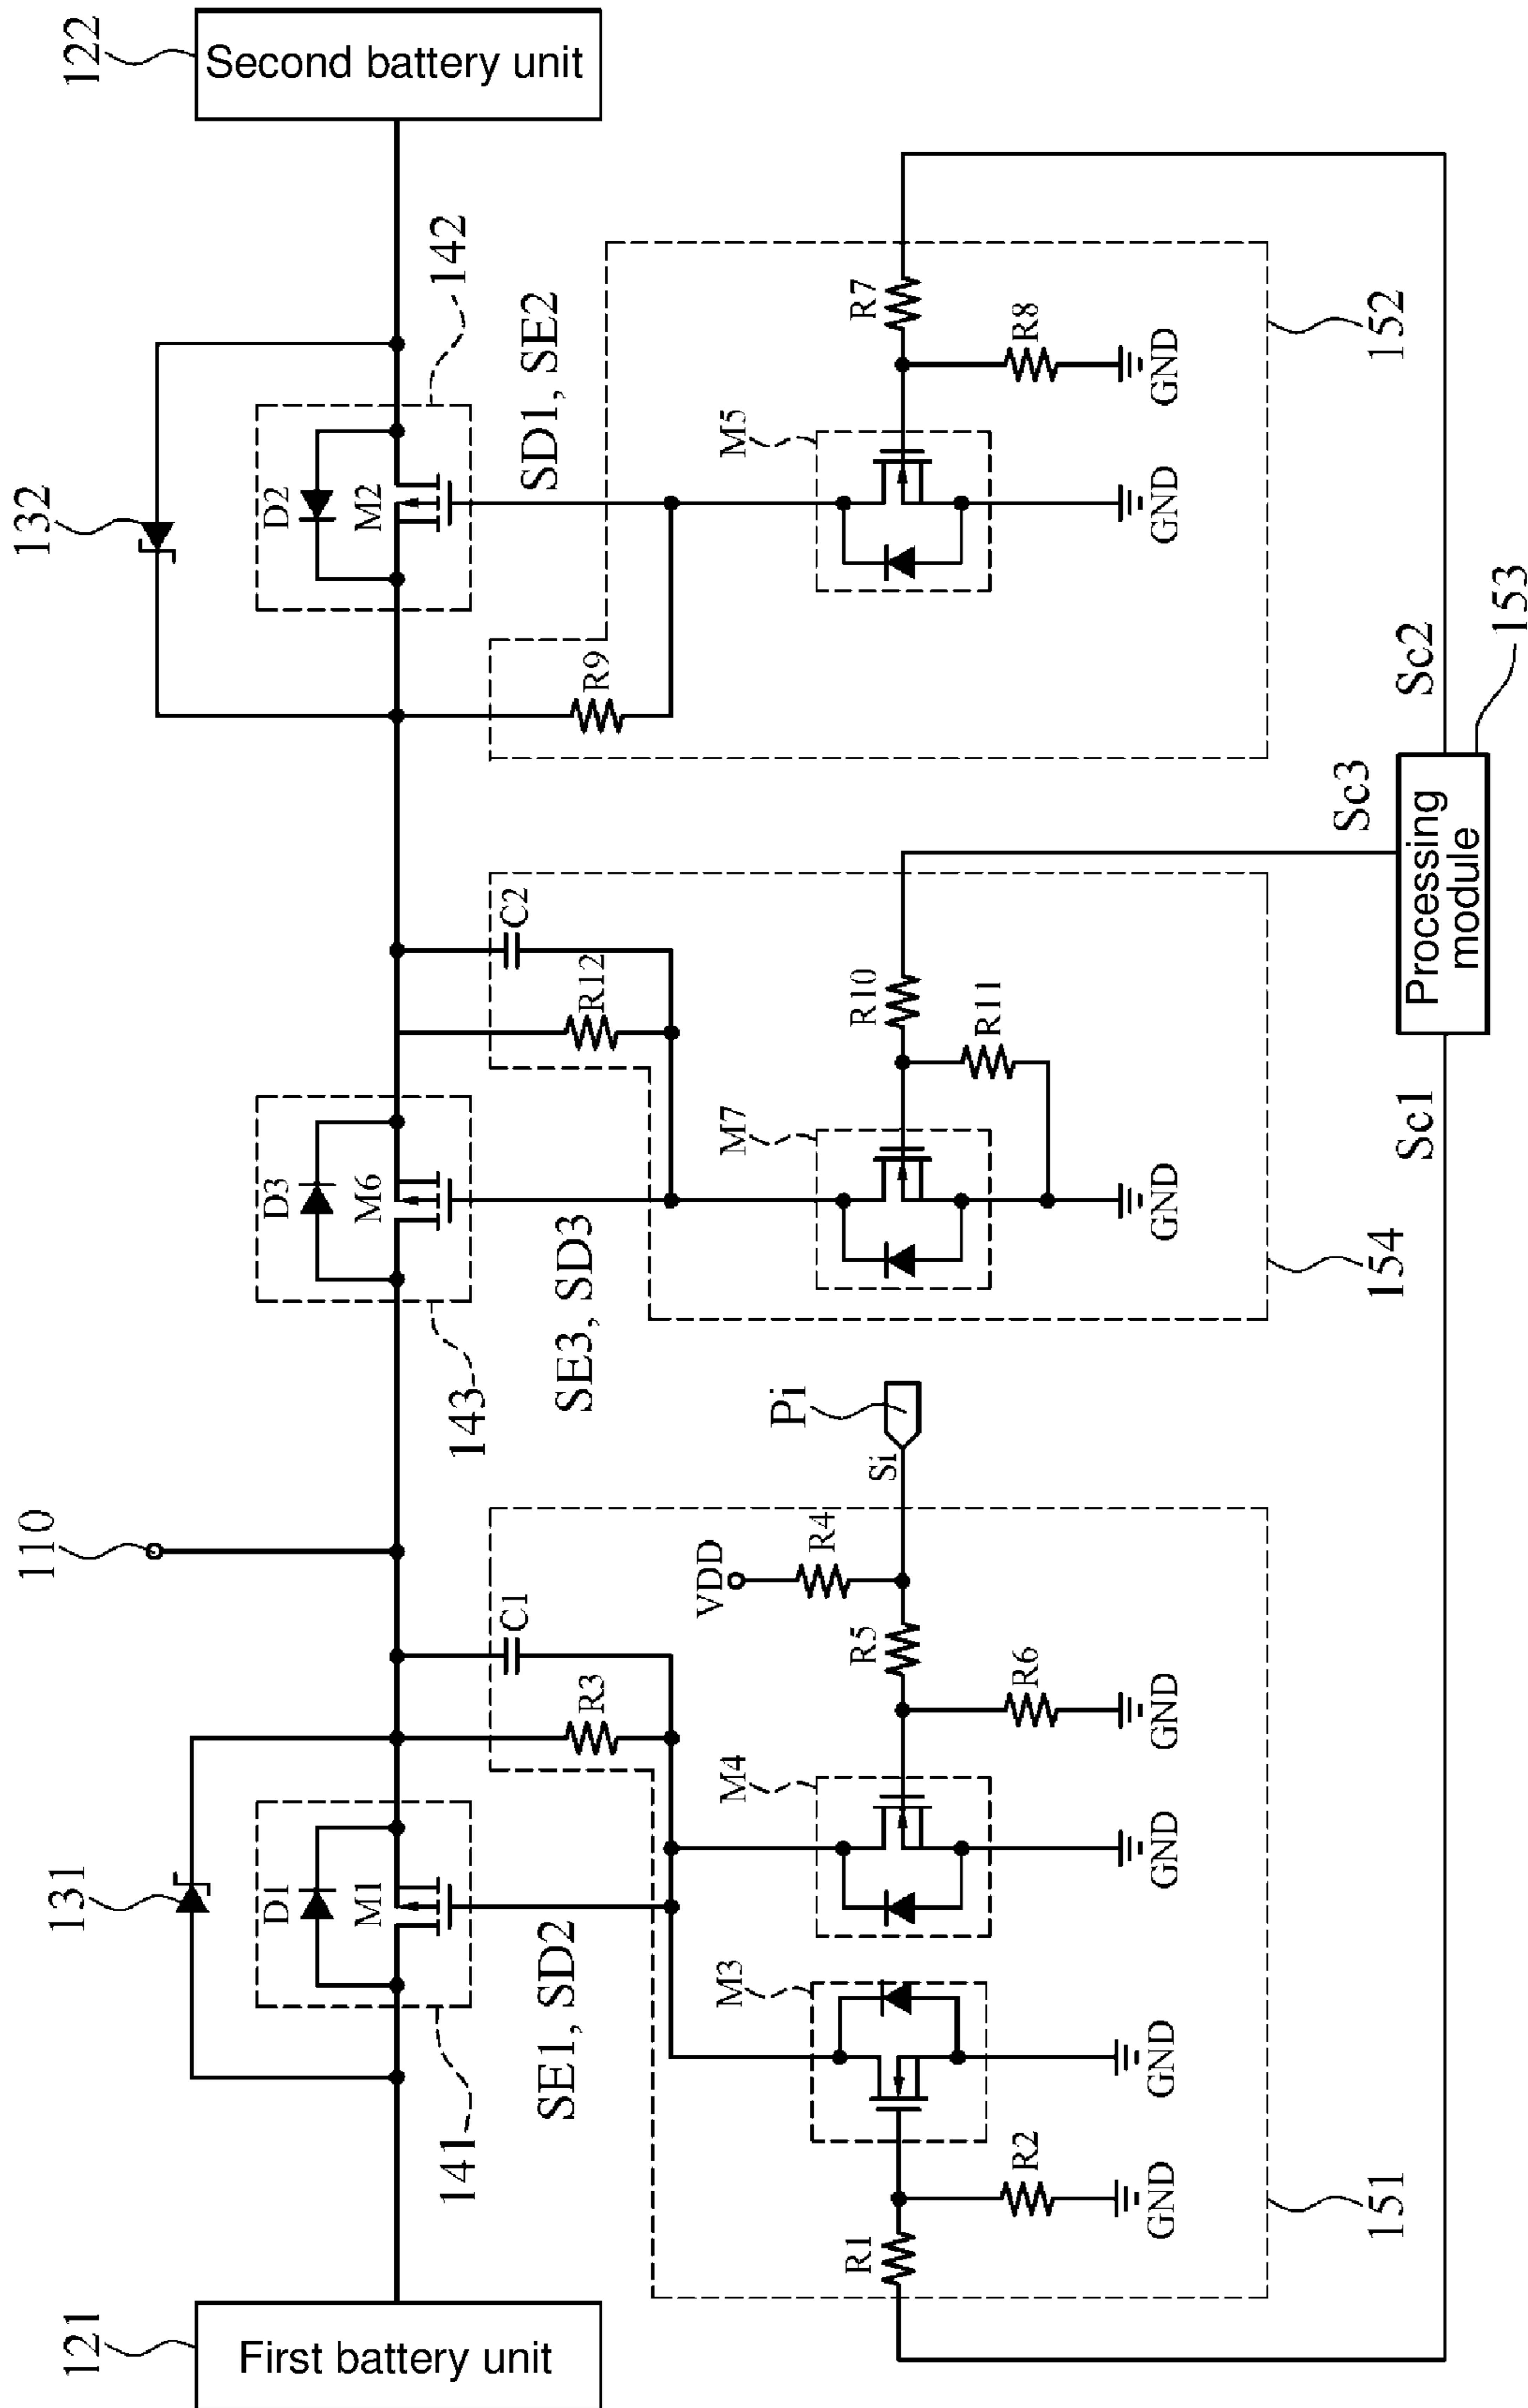 122
Second battery unit
132
142
D2
M2
SD1, SE2
R9
R7
R8
M5
GND
GND
152
Sc2
153
Sc3
Processing
module
Sc1
C2
R12
D3
M6
143
SE3, SD3
R10
R11
M7
GND
154
110
Pi
Si
VDD
R4
R5
R6
C1
R3
M4
GND
GND
131
D1
M1
141
SE1, SD2
M3
GND
R2
GND
R1
151
121
First battery unit